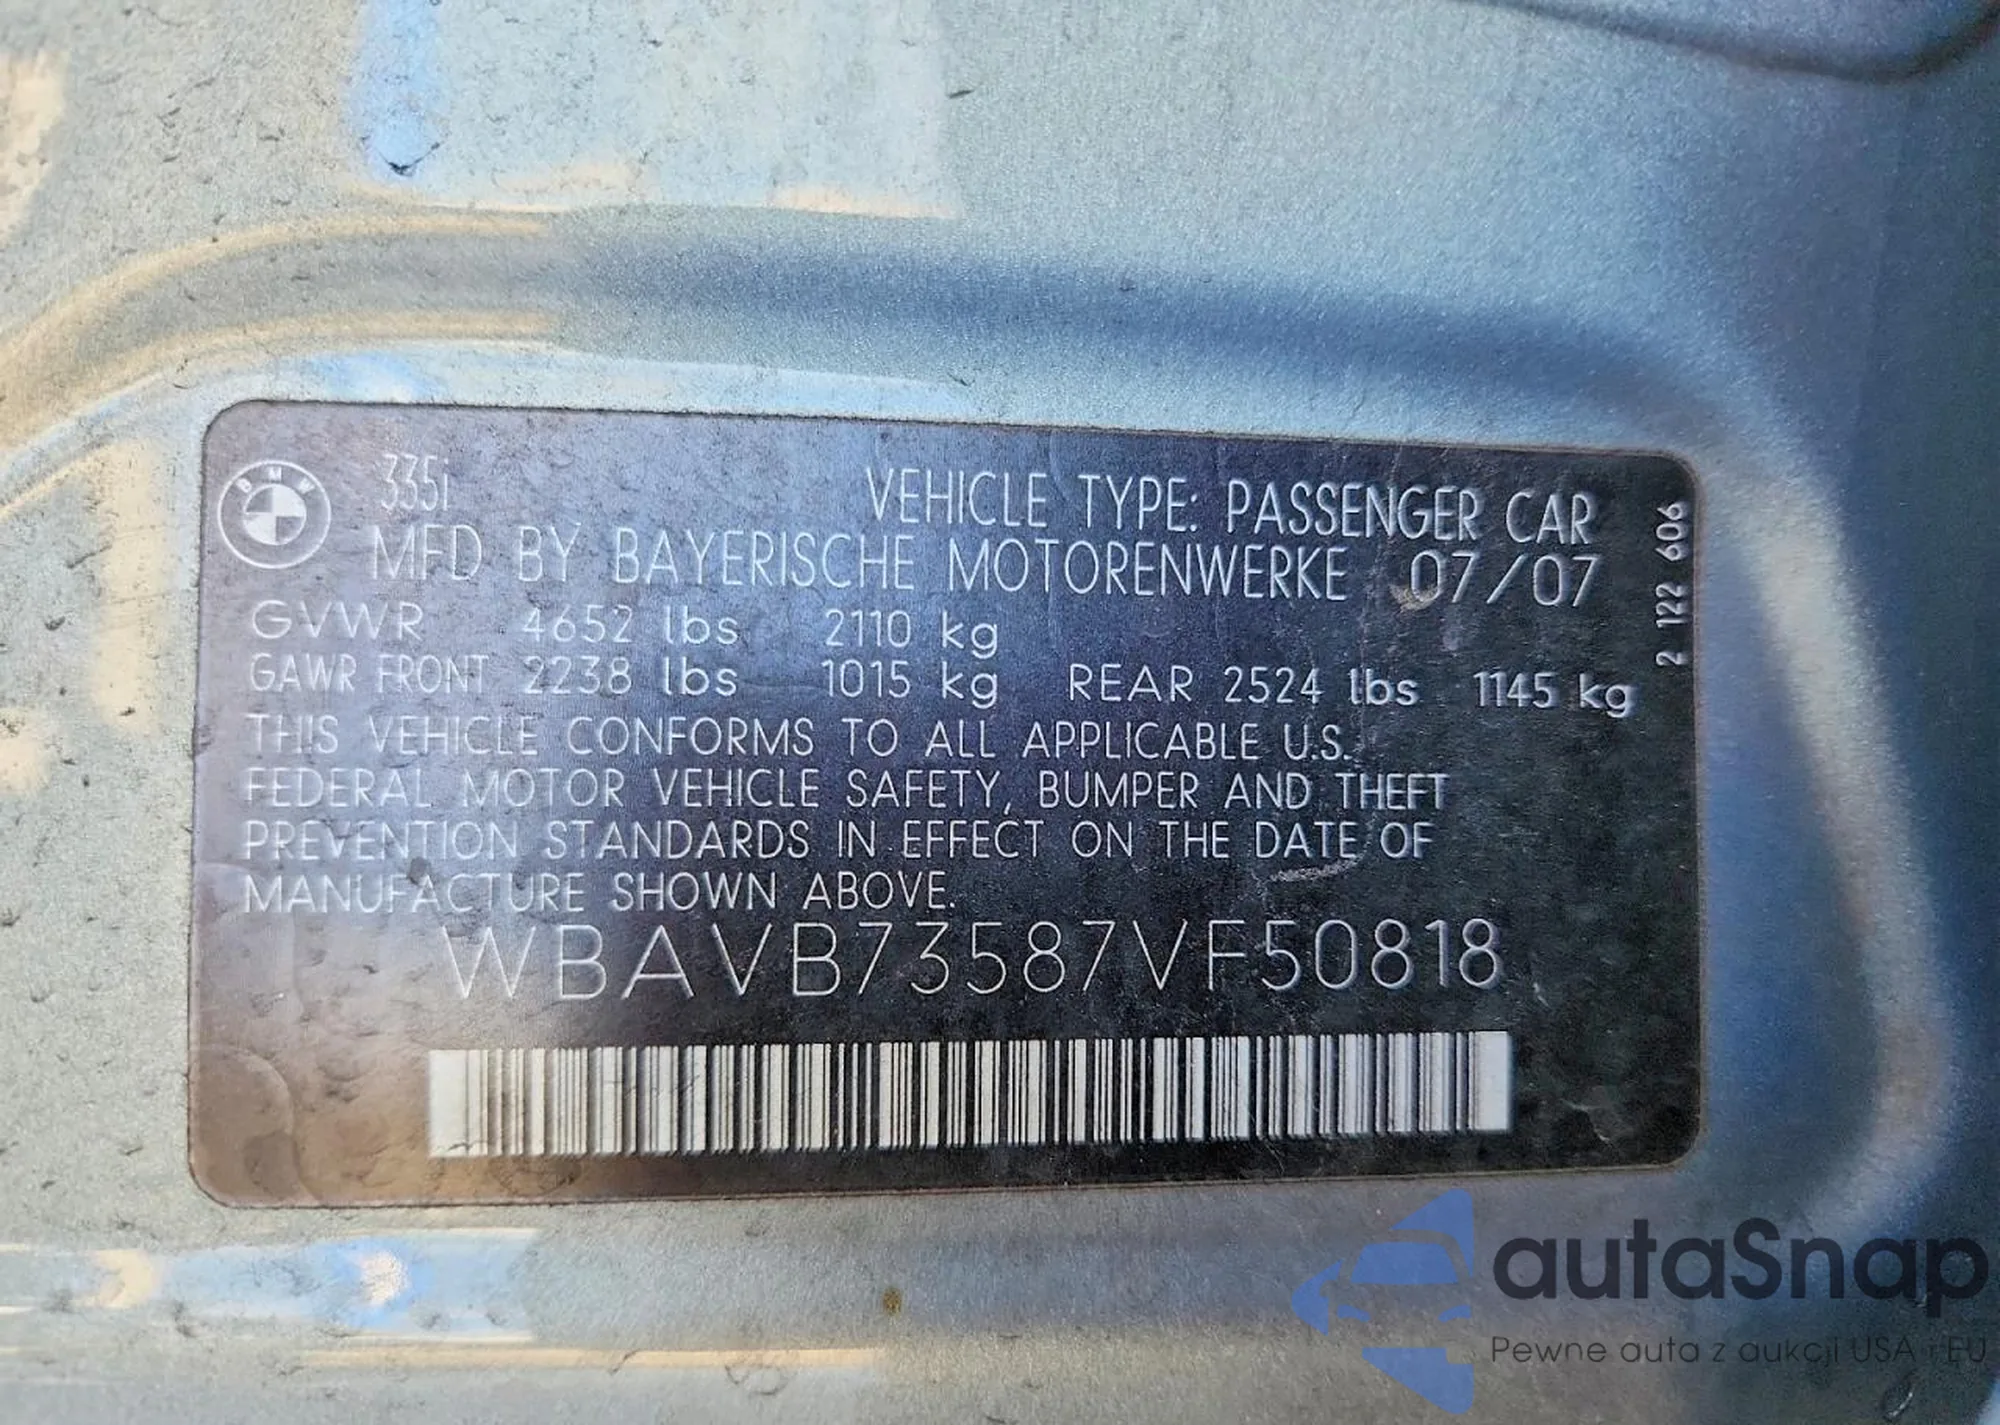 BMW
335i
VEHICLE TYPE: PASSENGER CAR
MFD BY BAYERISCHE MOTORENWERKE 07/07
GVWR 4652 lbs 2110 kg
GAWR FRONT 2238 lbs 1015 kg REAR 2524 lbs 1145 kg
THIS VEHICLE CONFORMS TO ALL APPLICABLE U.S.
FEDERAL MOTOR VEHICLE SAFETY, BUMPER AND THEFT
PREVENTION STANDARDS IN EFFECT ON THE DATE OF
MANUFACTURE SHOWN ABOVE.
WBAVB73587VF50818
2 122 606
autaSnap
Pewne auta z aukcji USA i EU